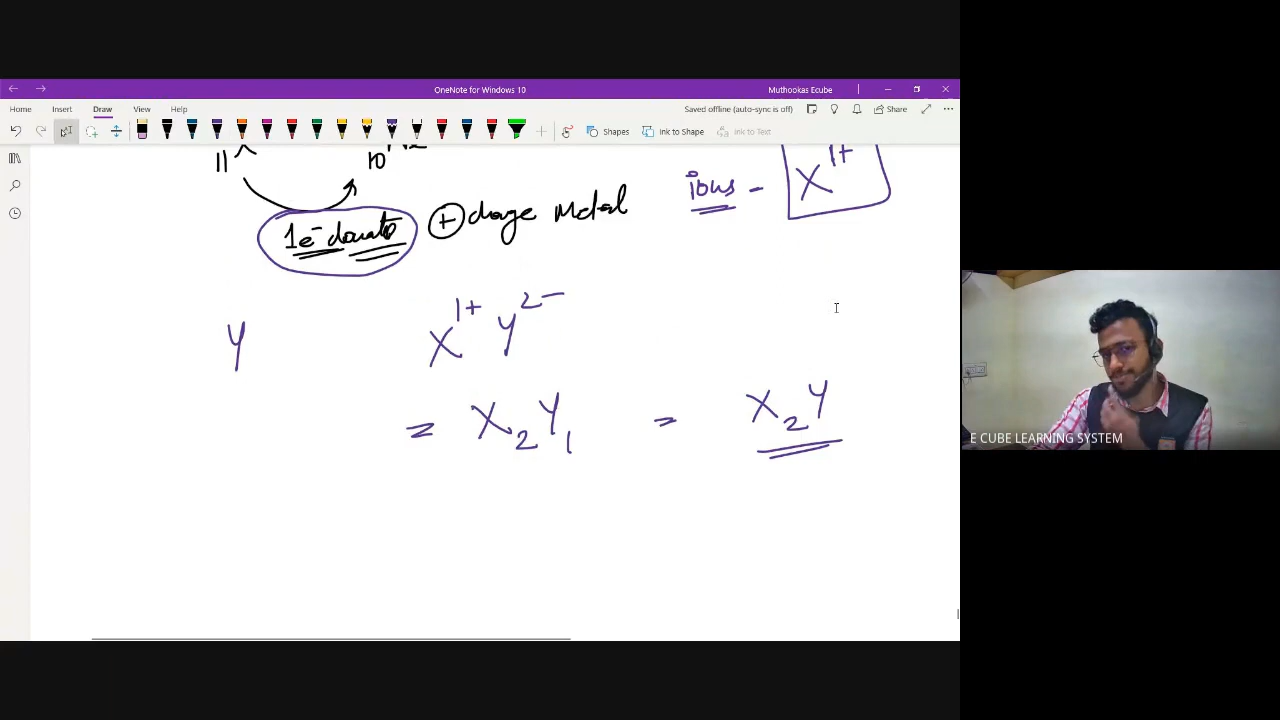 OneNote for Windows 10
Muthookas Ecube
Home Insert Draw View Help
Saved offline (auto-sync is off)
Share
Shapes
Ink to Shape
Ink to Text
11 X 10 Ne
1e⁻ donate
+ charge metal
ions - X¹⁺
Y X¹⁺ Y²⁻
= X₂Y₁ = X₂Y
E CUBE LEARNING SYSTEM